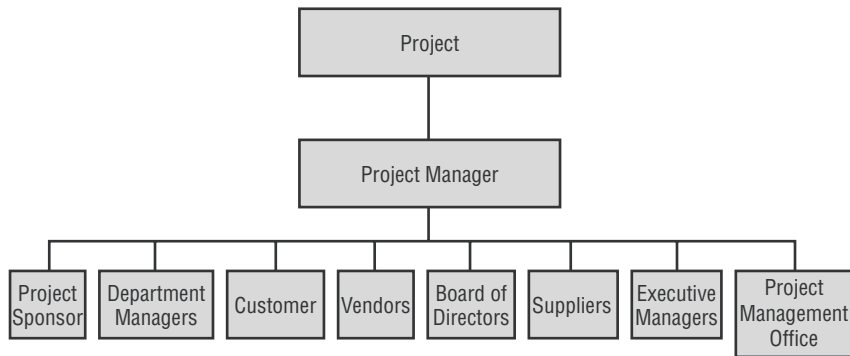 Project
Project Manager
Project
Sponsor
Department
Managers
Customer
Vendors
Board of
Directors
Suppliers
Executive
Managers
Project
Management
Office